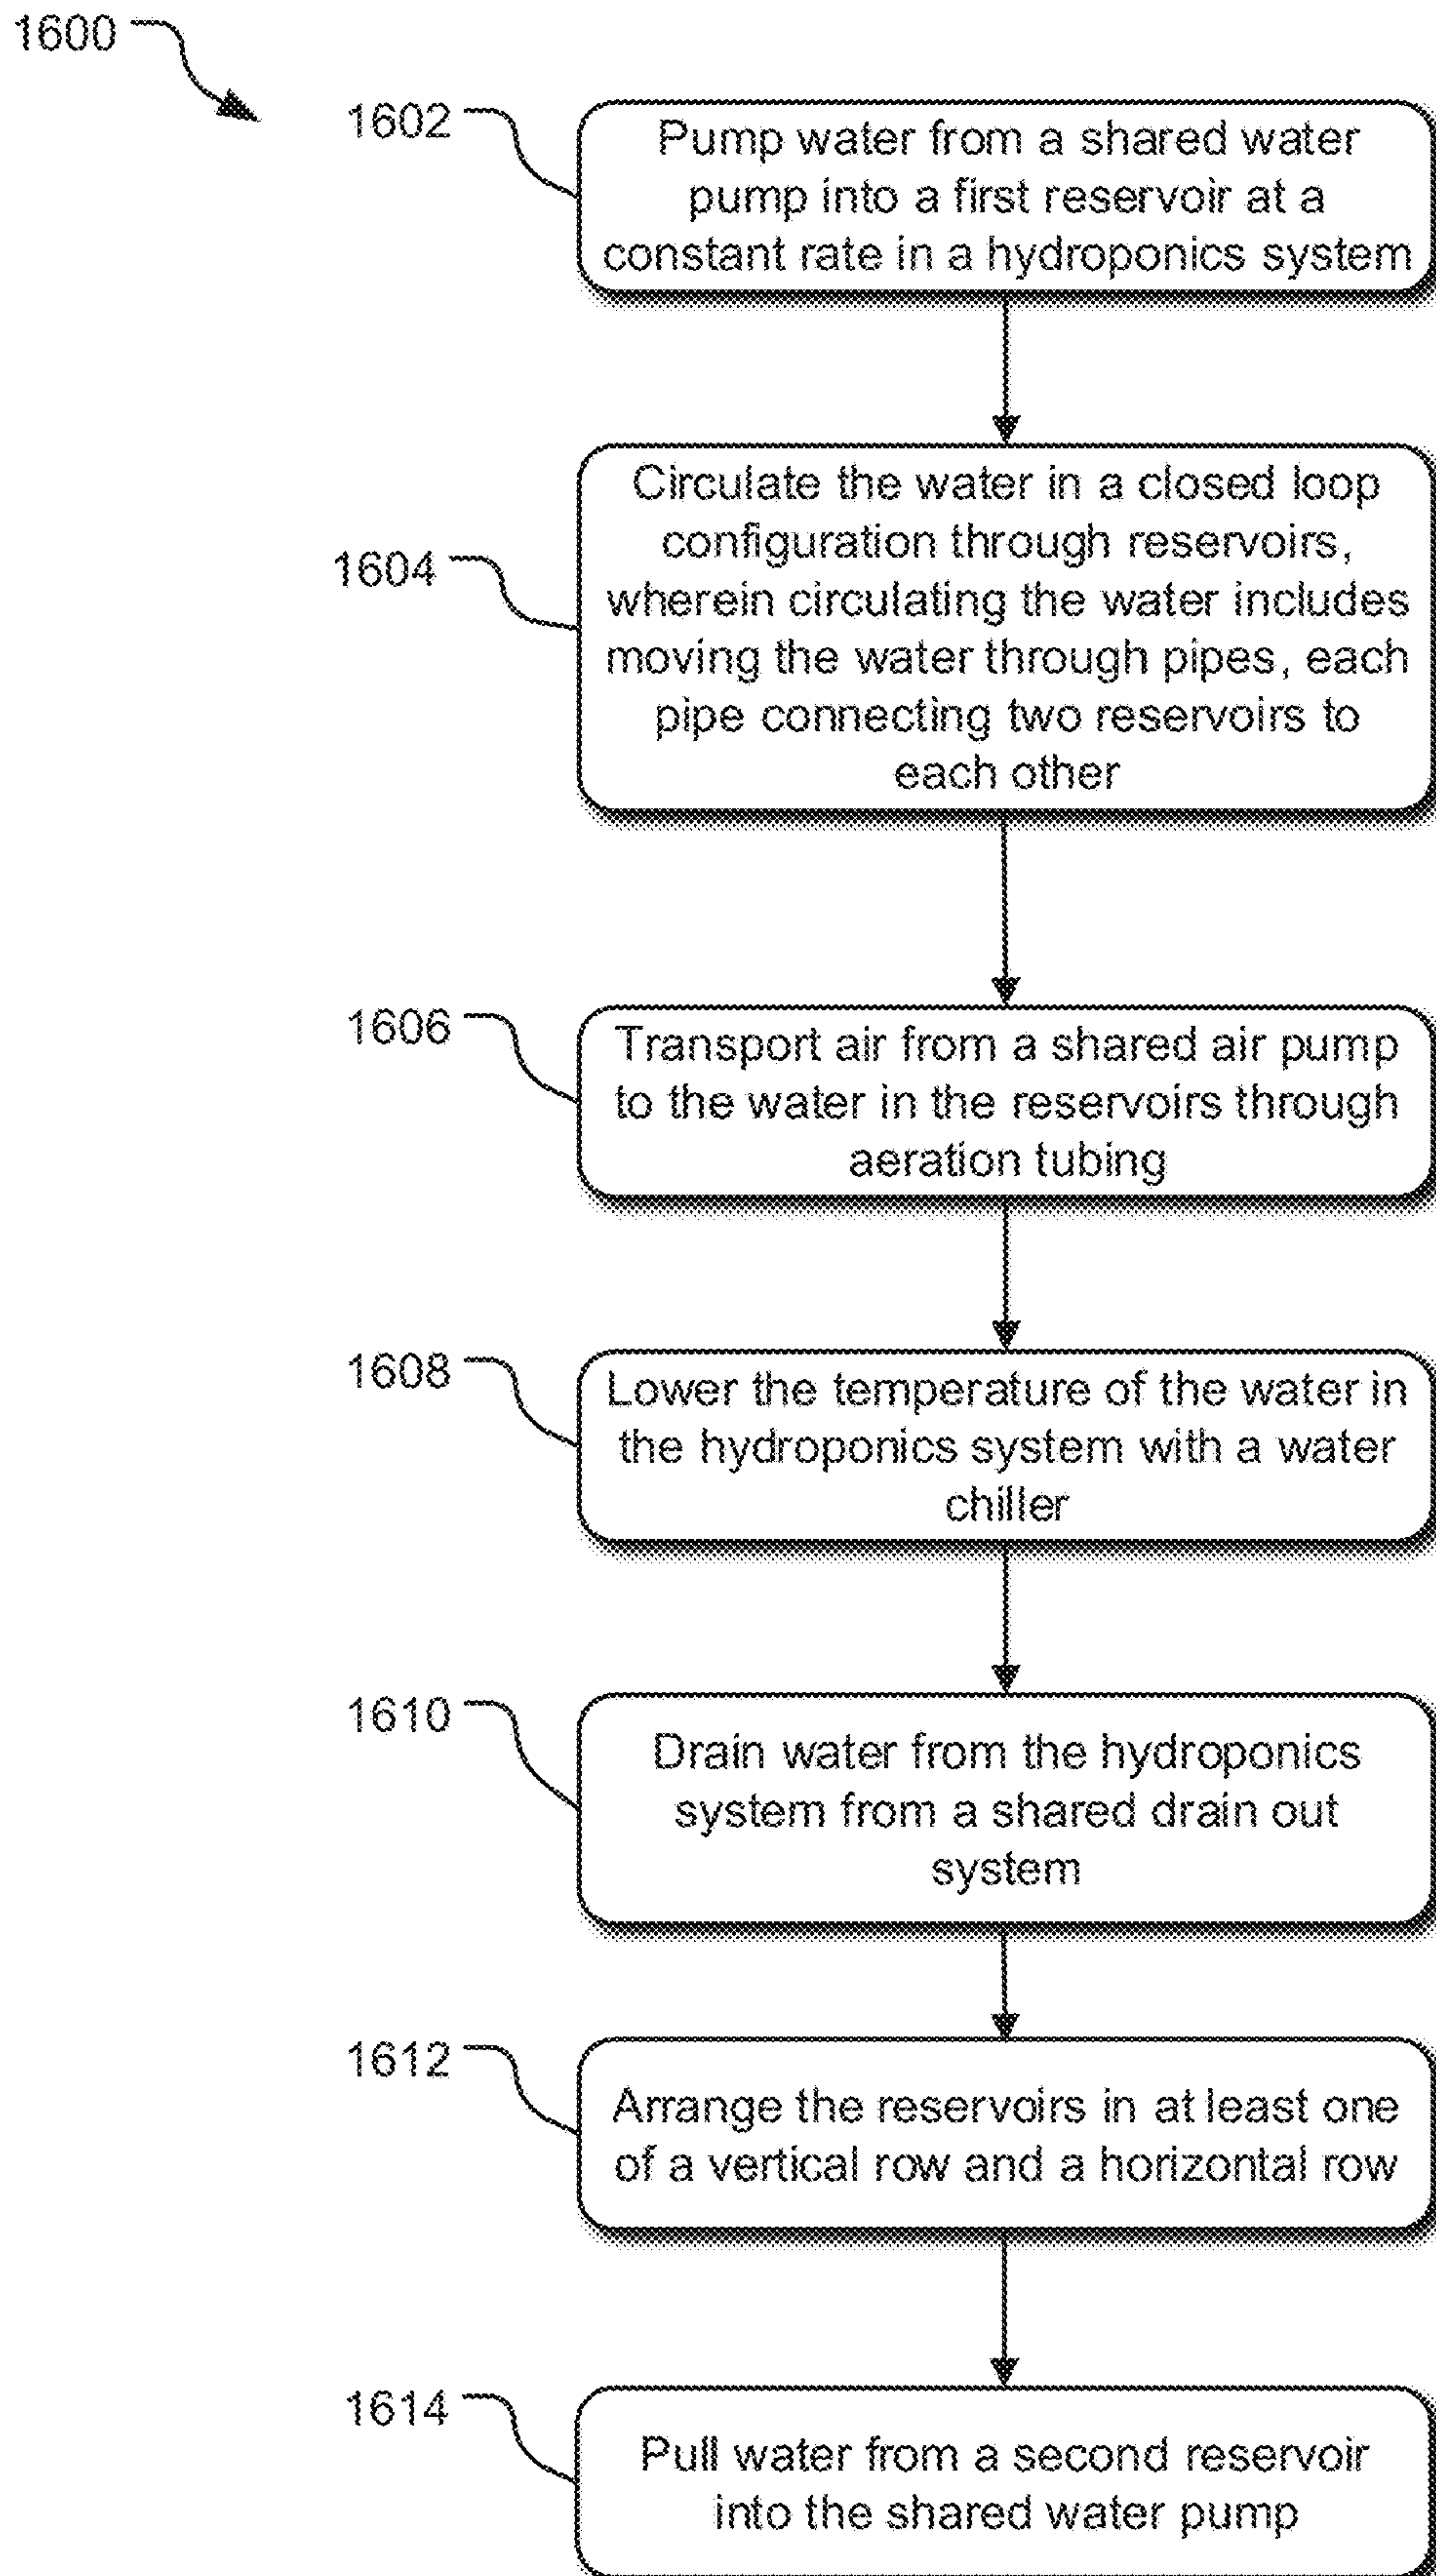 1600
1602
Pump water from a shared water
pump into a first reservoir at a
constant rate in a hydroponics system
1604
Circulate the water in a closed loop
configuration through reservoirs,
wherein circulating the water includes
moving the water through pipes, each
pipe connecting two reservoirs to
each other
1606
Transport air from a shared air pump
to the water in the reservoirs through
aeration tubing
1608
Lower the temperature of the water in
the hydroponics system with a water
chiller
1610
Drain water from the hydroponics
system from a shared drain out
system
1612
Arrange the reservoirs in at least one
of a vertical row and a horizontal row
1614
Pull water from a second reservoir
into the shared water pump